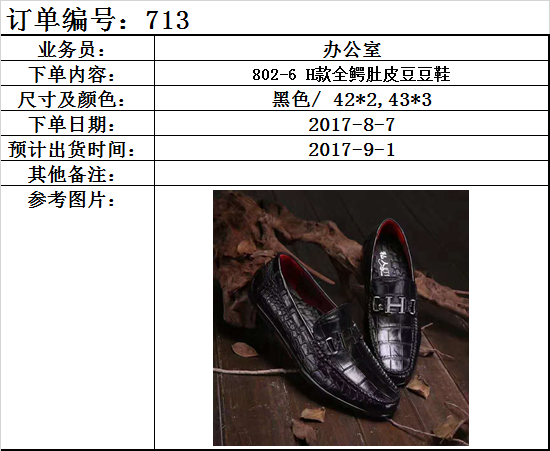 订单编号：713
业务员： 办公室
下单内容： 802-6 H款全鳄肚皮豆豆鞋
尺寸及颜色： 黑色/ 42*2,43*3
下单日期： 2017-8-7
预计出货时间： 2017-9-1
其他备注：
参考图片：
H